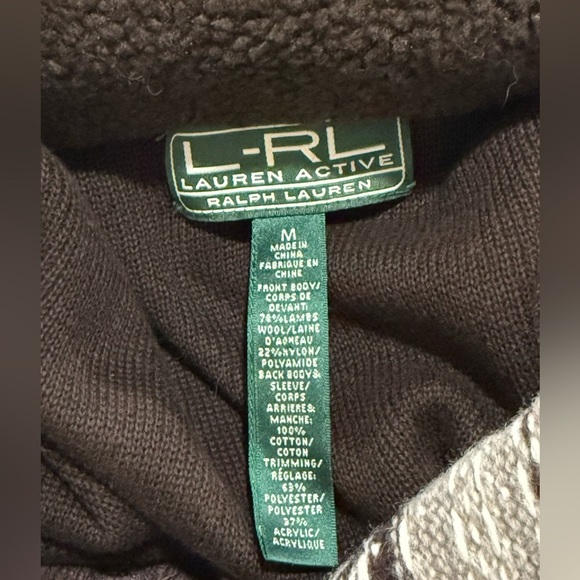 L-RL
LAUREN ACTIVE
RALPH LAUREN
M
MADE IN
CHINA
FABRIQUE EN
CHINE
FRONT BODY/
CORPS DE
DEVANT:
78%LAMBS
WOOL/LAINE
D'AGNEAU
22%NYLON/
POLYAMIDE
BACK BODY&
SLEEVE/
CORPS
ARRIERE&
MANCHE:
100%
COTTON/
COTON
TRIMMING/
RÉGLAGE:
63%
POLYESTER/
POLYESTER
37%
ACRYLIC/
ACRYLIQUE